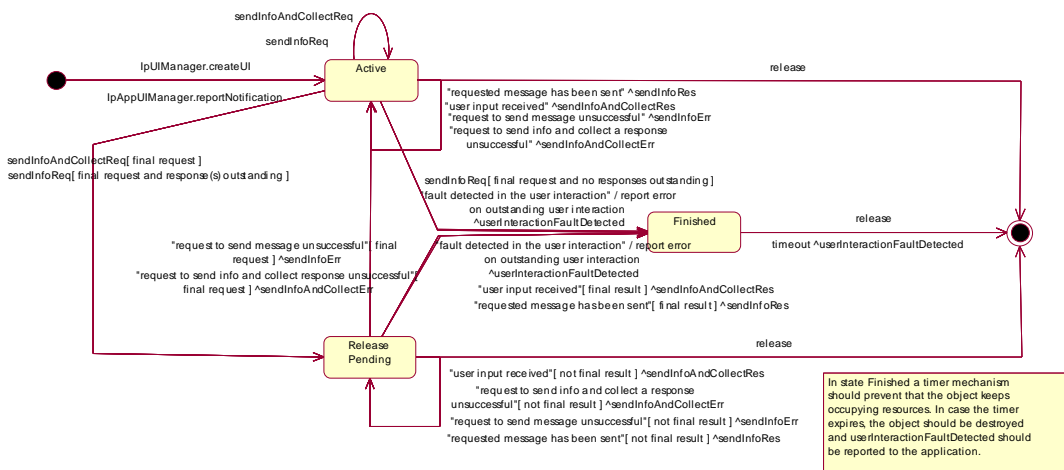 sendInfoAndCollectReq
sendInfoReq
IpUIManager.createUI
Active
release
IpAppUIManager.reportNotification
"requested message has been sent" ^sendInfoRes
"user input received" ^sendInfoAndCollectRes
"request to send message unsuccessful" ^sendInfoErr
"request to send info and collect a response
unsuccessful" ^sendInfoAndCollectErr
sendInfoAndCollectReq[ final request ]
sendInfoReq[ final request and response(s) outstanding ]
sendInfoReq[ final request and no responses outstanding ]
"fault detected in the user interaction" / report error
on outstanding user interaction
^userInteractionFaultDetected
Finished
release
timeout ^userInteractionFaultDetected
"request to send message unsuccessful"[ final
request ] ^sendInfoErr
"request to send info and collect response unsuccessful"[
final request ] ^sendInfoAndCollectErr
"fault detected in the user interaction" / report error
on outstanding user interaction
^userInteractionFaultDetected
"user input received"[ final result ] ^sendInfoAndCollectRes
"requested message has been sent"[ final result ] ^sendInfoRes
Release
Pending
release
"user input received"[ not final result ] ^sendInfoAndCollectRes
"request to send info and collect a response
unsuccessful"[ not final result ] ^sendInfoAndCollectErr
"request to send message unsuccessful"[ not final result ] ^sendInfoErr
"requested message has been sent"[ not final result ] ^sendInfoRes
In state Finished a timer mechanism
should prevent that the object keeps
occupying resources. In case the timer
expires, the object should be destroyed
and userInteractionFaultDetected should
be reported to the application.